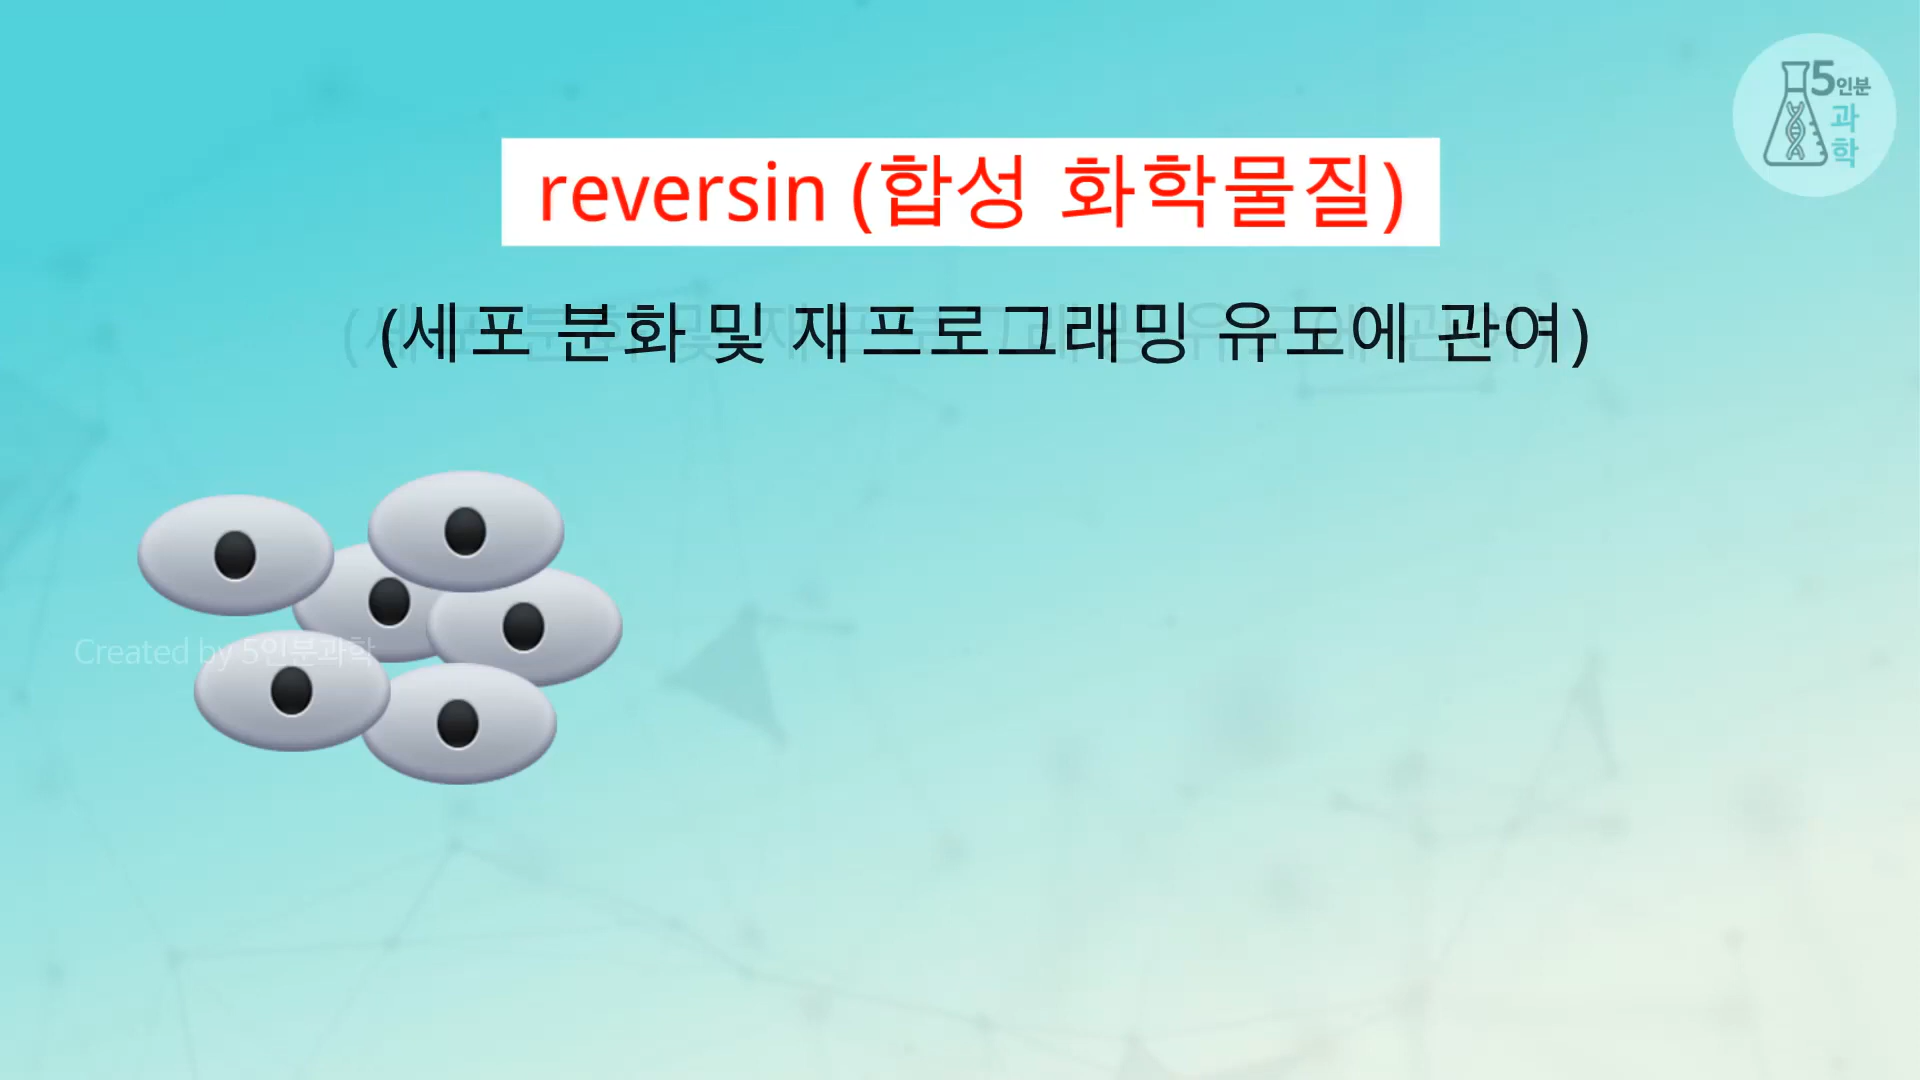 5인분
과
학
reversin (합성 화학물질)
(세포 분화 및 재프로그래밍 유도에 관여)
Created by 5인분과학